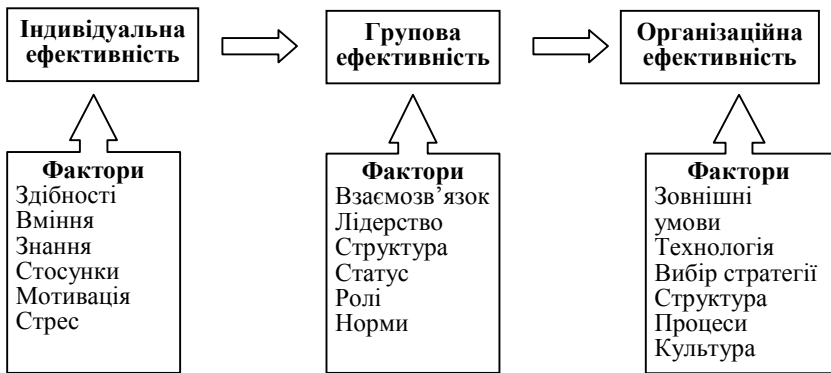 Індивідуальна
ефективність
Групова
ефективність
Організаційна
ефективність
Фактори
Здібності
Вміння
Знання
Стосунки
Мотивація
Стрес
Фактори
Взаємозв’язок
Лідерство
Структура
Статус
Ролі
Норми
Фактори
Зовнішні
умови
Технологія
Вибір стратегії
Структура
Процеси
Культура